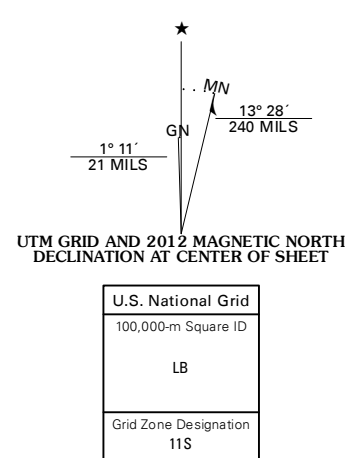 ★
MN
13° 28´
240 MILS
GN
1° 11´
21 MILS
UTM GRID AND 2012 MAGNETIC NORTH
DECLINATION AT CENTER OF SHEET
U.S. National Grid
100,000-m Square ID
LB
Grid Zone Designation
11S